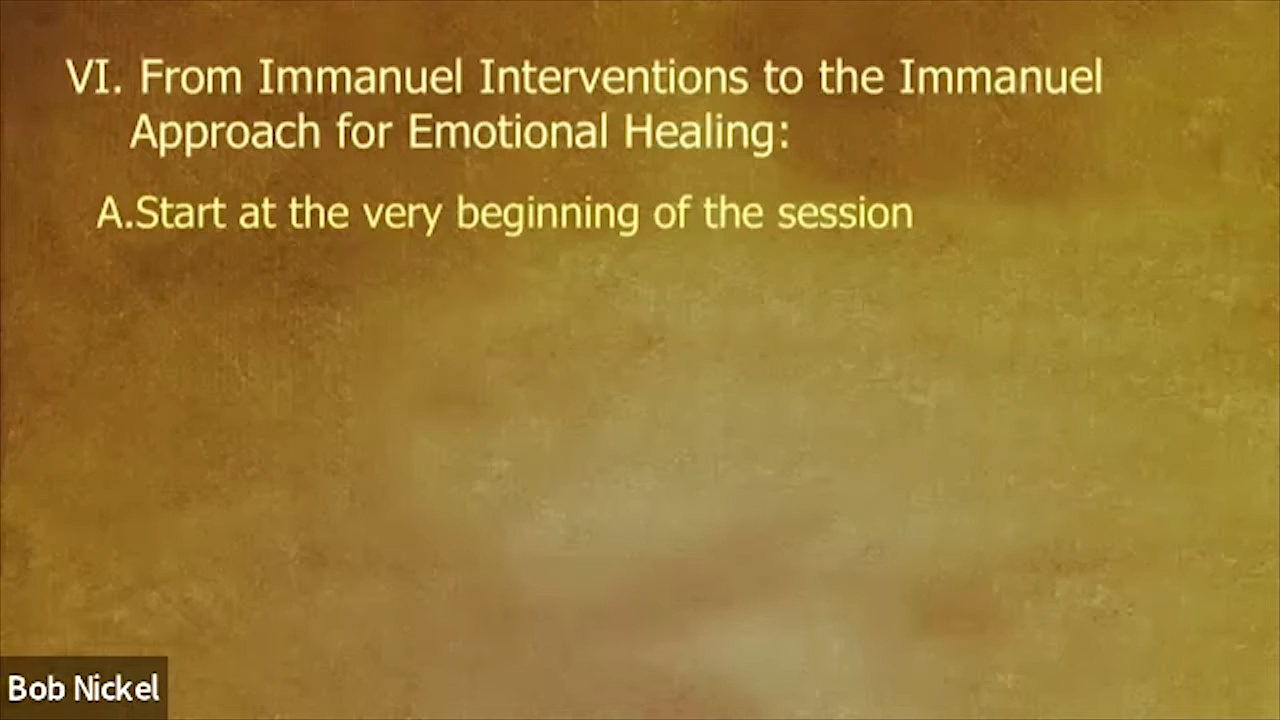 VI. From Immanuel Interventions to the Immanuel
Approach for Emotional Healing:
A.Start at the very beginning of the session
Bob Nickel